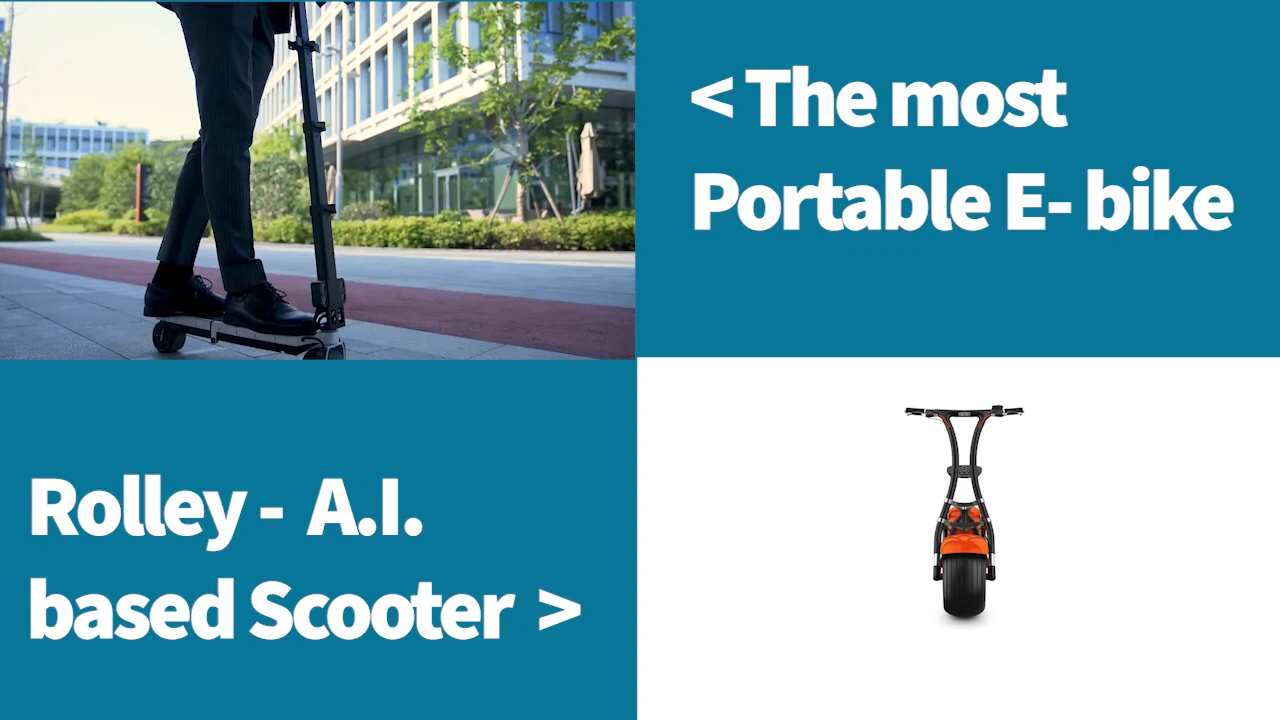 < The most
Portable E- bike
Rolley - A.I.
based Scooter >